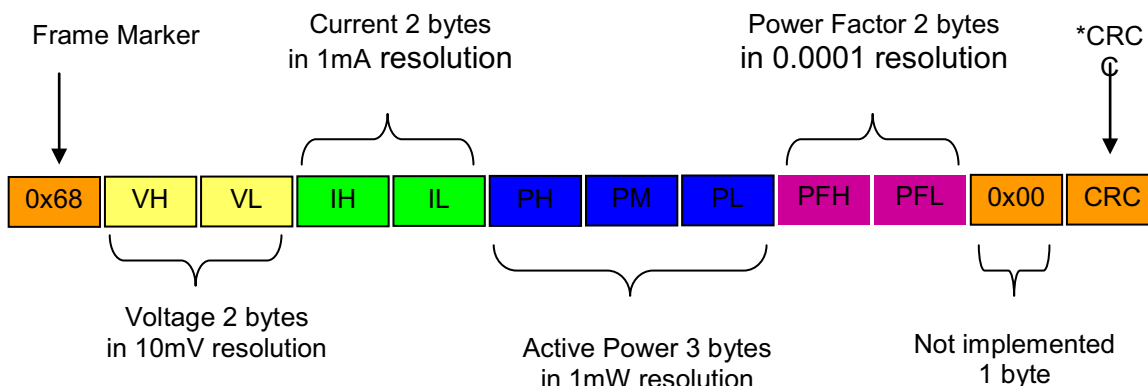 Frame Marker
Current 2 bytes
in 1mA resolution
Power Factor 2 bytes
in 0.0001 resolution
*CRC
C
0x68 VH VL IH IL PH PM PL PFH PFL 0x00 CRC
Voltage 2 bytes
in 10mV resolution
Active Power 3 bytes
in 1mW resolution
Not implemented
1 byte